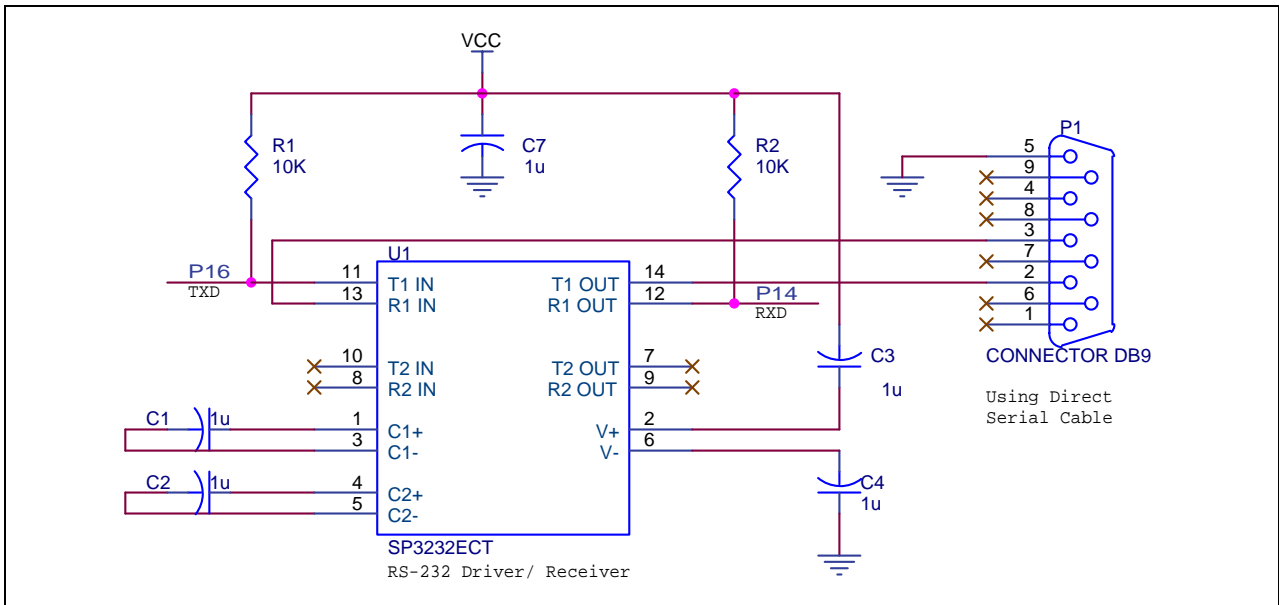 VCC
R1
10K
C7
1u
R2
10K
P1
5
9
4
8
3
7
2
6
1
CONNECTOR DB9
Using Direct
Serial Cable
U1
P16
TXD
11
T1 IN
13
R1 IN
10
T2 IN
8
R2 IN
1
C1+
3
C1-
4
C2+
5
C2-
14
T1 OUT
12
R1 OUT
7
T2 OUT
9
R2 OUT
2
V+
6
V-
P14
RXD
C3
1u
C4
1u
C1
1u
C2
1u
SP3232ECT
RS-232 Driver/ Receiver